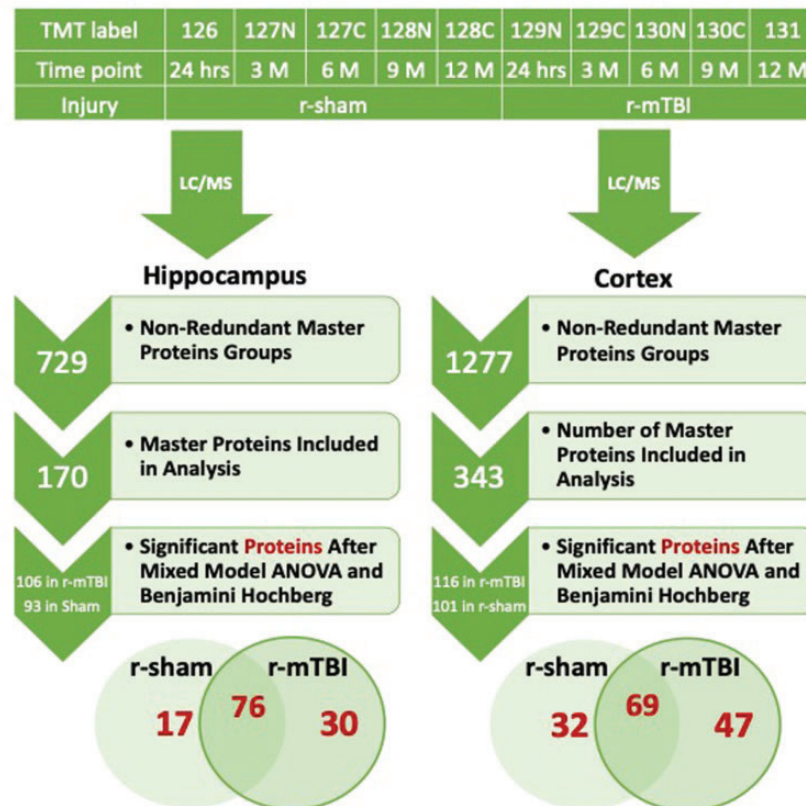 TMT label 126 127N 127C 128N 128C 129N 129C 130N 130C 131
Time point 24 hrs 3 M 6 M 9 M 12 M 24 hrs 3 M 6 M 9 M 12 M
Injury r-sham r-mTBI
LC/MS
LC/MS
Hippocampus
729
• Non-Redundant Master
Proteins Groups
170
• Master Proteins Included
in Analysis
106 in r-mTBI
93 in Sham
• Significant Proteins After
Mixed Model ANOVA and
Benjamini Hochberg
r-sham r-mTBI
17 76 30
Cortex
1277
• Non-Redundant Master
Proteins Groups
343
• Number of Master
Proteins Included in
Analysis
116 in r-mTBI
101 in r-sham
• Significant Proteins After
Mixed Model ANOVA and
Benjamini Hochberg
r-sham r-mTBI
32 69 47